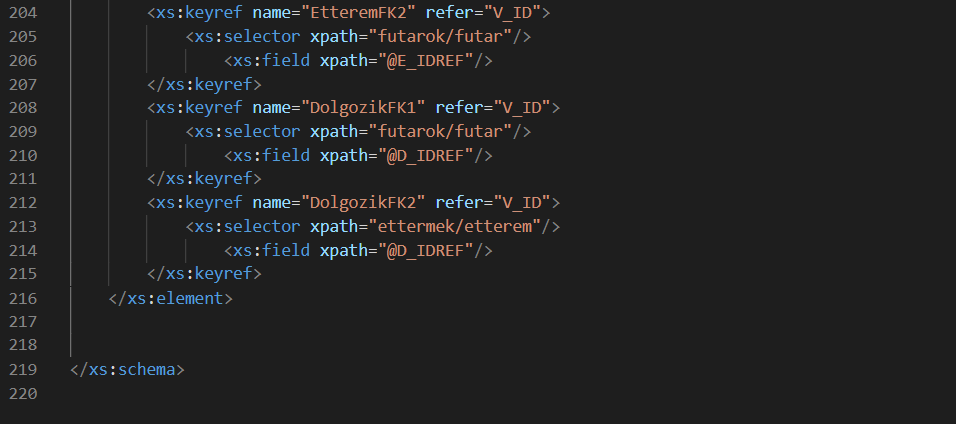 204 <xs:keyref name="EtteremFK2" refer="V_ID">
205 <xs:selector xpath="futarok/futar"/>
206 <xs:field xpath="@E_IDREF"/>
207 </xs:keyref>
208 <xs:keyref name="DolgozikFK1" refer="V_ID">
209 <xs:selector xpath="futarok/futar"/>
210 <xs:field xpath="@D_IDREF"/>
211 </xs:keyref>
212 <xs:keyref name="DolgozikFK2" refer="V_ID">
213 <xs:selector xpath="ettermek/etterem"/>
214 <xs:field xpath="@D_IDREF"/>
215 </xs:keyref>
216 </xs:element>
217
218
219 </xs:schema>
220